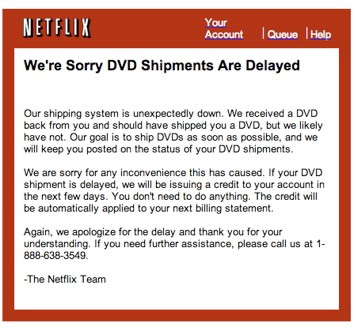 NETFLIX
Your Account | Queue | Help
We're Sorry DVD Shipments Are Delayed
Our shipping system is unexpectedly down. We received a DVD
back from you and should have shipped you a DVD, but we likely
have not. Our goal is to ship DVDs as soon as possible, and we
will keep you posted on the status of your DVD shipments.
We are sorry for any inconvenience this has caused. If your DVD
shipment is delayed, we will be issuing a credit to your account in
the next few days. You don't need to do anything. The credit will
be automatically applied to your next billing statement.
Again, we apologize for the delay and thank you for your
understanding. If you need further assistance, please call us at 1-
888-638-3549.
-The Netflix Team